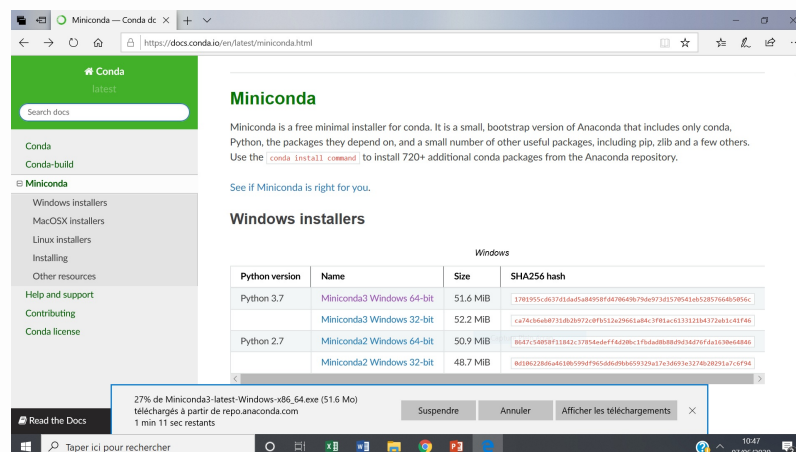 Miniconda — Conda dc
https://docs.conda.io/en/latest/miniconda.html
Conda
latest
Search docs
Conda
Conda-build
Miniconda
Windows installers
MacOSX installers
Linux installers
Installing
Other resources
Help and support
Contributing
Conda license
Read the Docs
Miniconda
Miniconda is a free minimal installer for conda. It is a small, bootstrap version of Anaconda that includes only conda,
Python, the packages they depend on, and a small number of other useful packages, including pip, zlib and a few others.
Use the conda install command to install 720+ additional conda packages from the Anaconda repository.
See if Miniconda is right for you.
Windows installers
Windows
Python version Name Size SHA256 hash
Python 3.7 Miniconda3 Windows 64-bit 51.6 MiB
Miniconda3 Windows 32-bit 52.2 MiB
Python 2.7 Miniconda2 Windows 64-bit 50.9 MiB
Miniconda2 Windows 32-bit 48.7 MiB
27% de Miniconda3-latest-Windows-x86_64.exe (51.6 Mo)
téléchargés à partir de repo.anaconda.com
1 min 11 sec restants
Suspendre Annuler Afficher les téléchargements
Taper ici pour rechercher
10:47